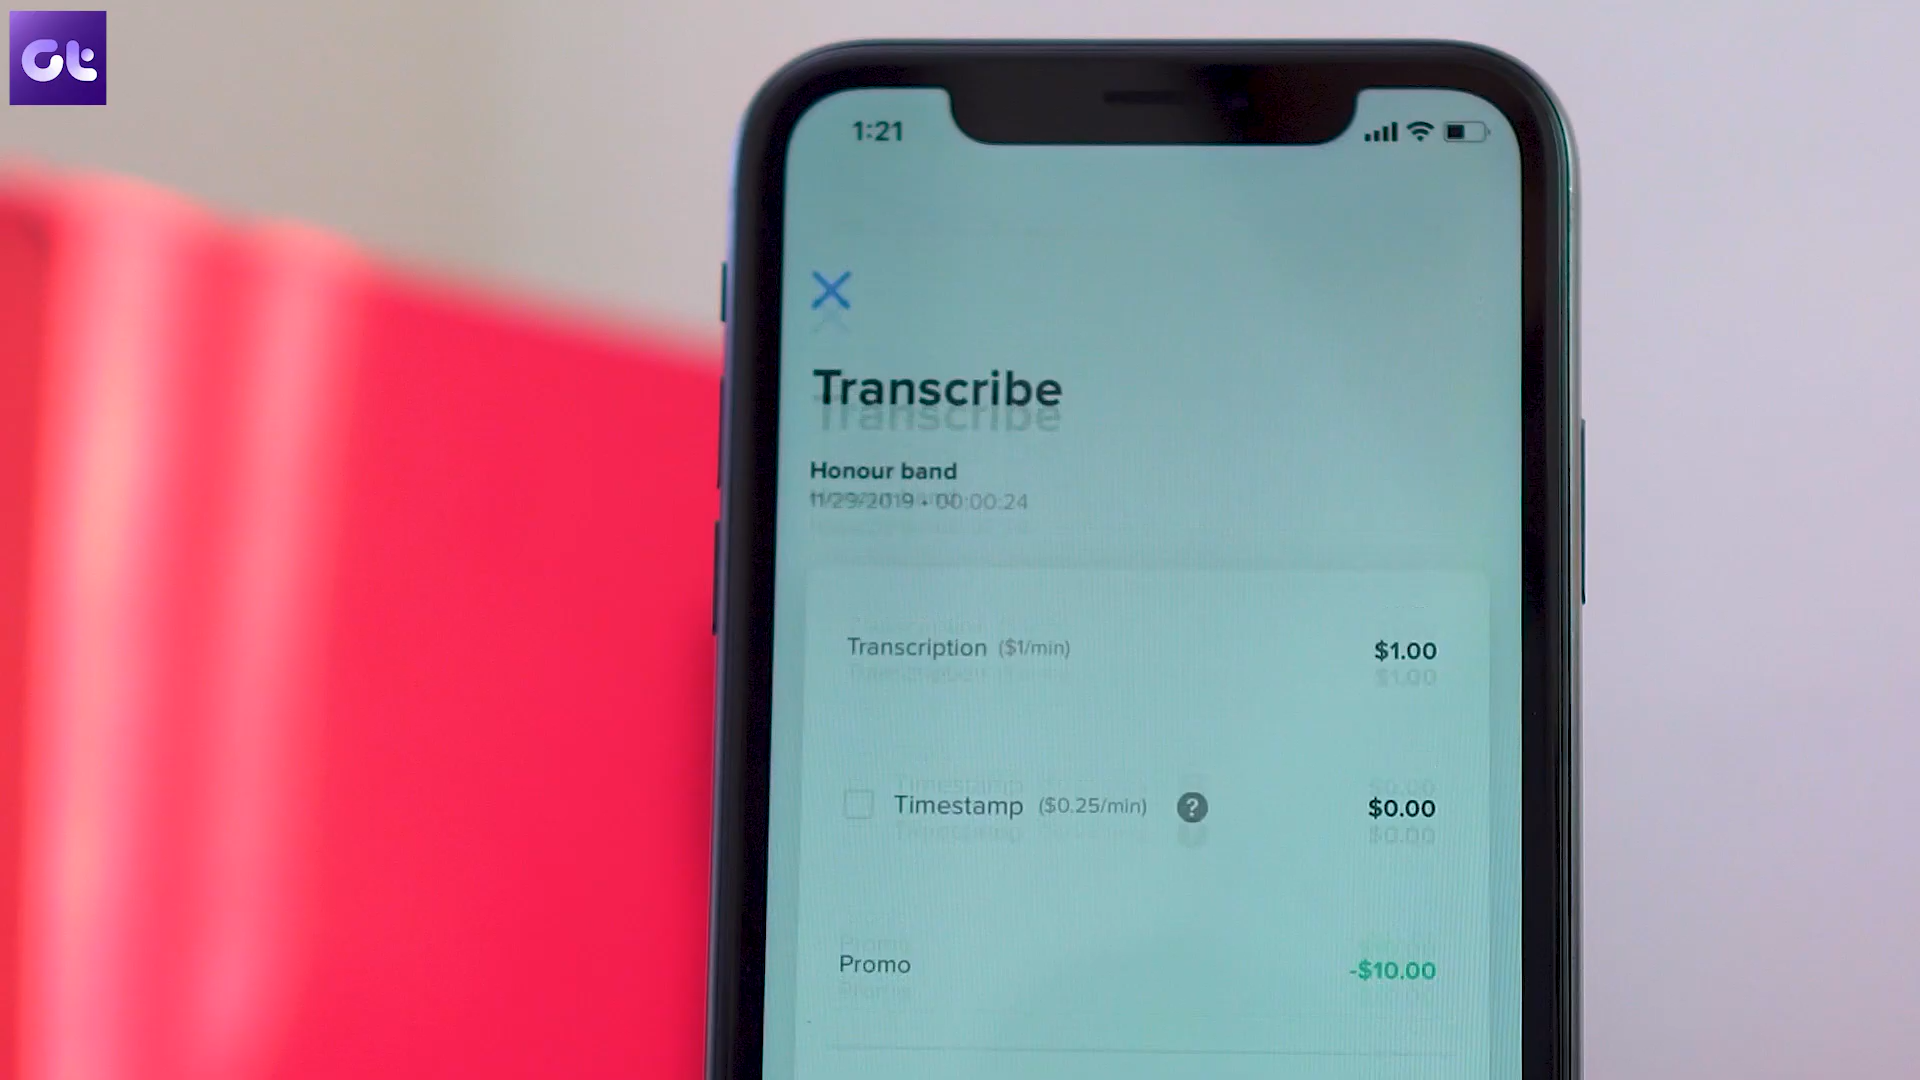 Gt
1:21
Transcribe
Honour band
11/29/2019 • 00:00:24
Transcription ($1/min) $1.00
Timestamp ($0.25/min) ? $0.00
Promo -$10.00